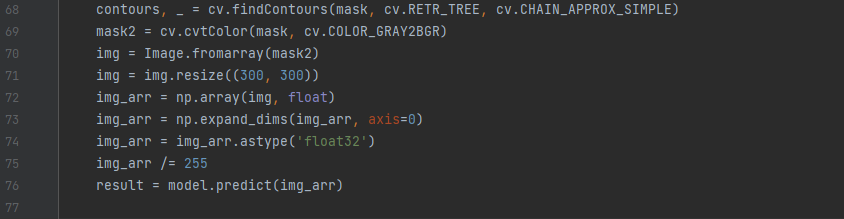 68 contours, _ = cv.findContours(mask, cv.RETR_TREE, cv.CHAIN_APPROX_SIMPLE)
69 mask2 = cv.cvtColor(mask, cv.COLOR_GRAY2BGR)
70 img = Image.fromarray(mask2)
71 img = img.resize((300, 300))
72 img_arr = np.array(img, float)
73 img_arr = np.expand_dims(img_arr, axis=0)
74 img_arr = img_arr.astype('float32')
75 img_arr /= 255
76 result = model.predict(img_arr)
77